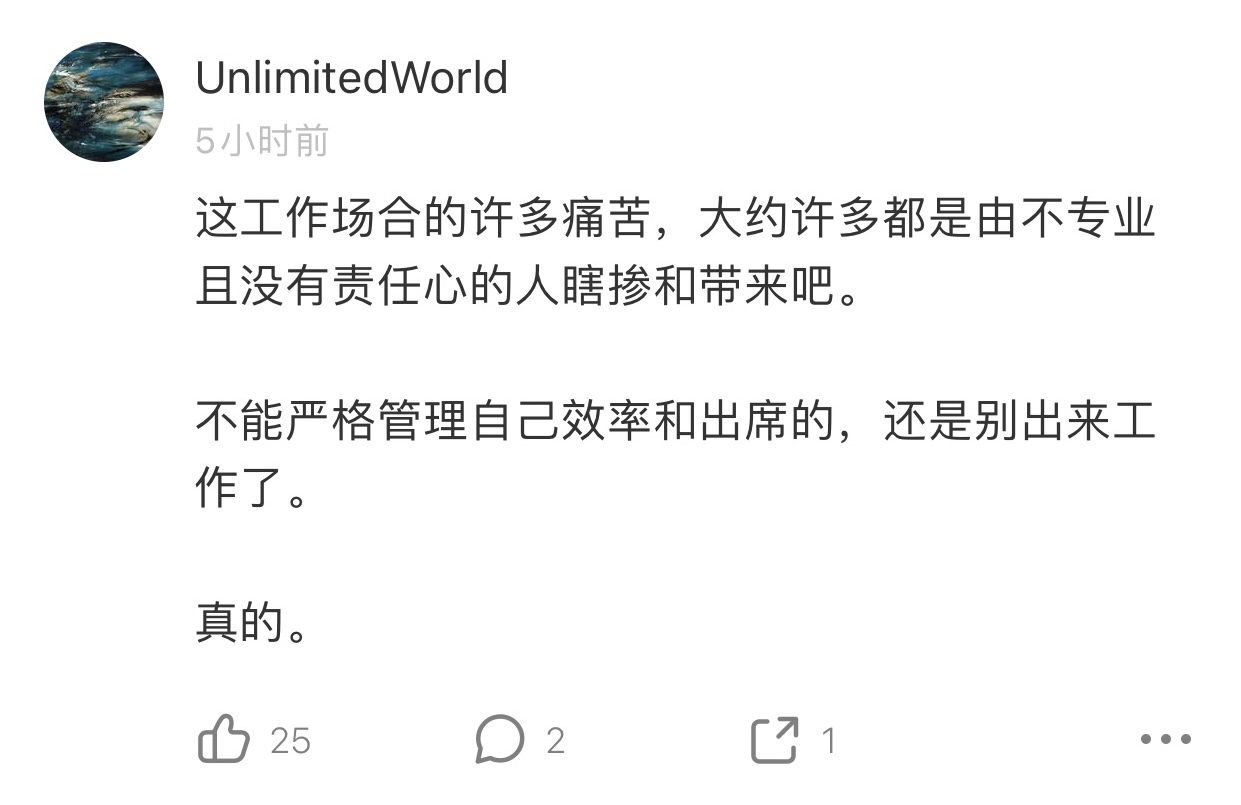 UnlimitedWorld
5小时前
这工作场合的许多痛苦，大约许多都是由不专业
且没有责任心的人瞎掺和带来吧。
不能严格管理自己效率和出席的，还是别出来工
作了。
真的。
25 2 1